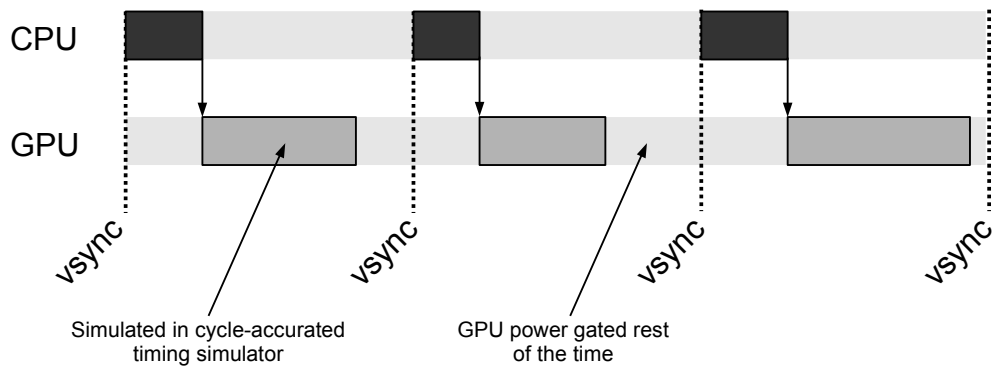 CPU
GPU
vsync
vsync
vsync
vsync
Simulated in cycle-accurated
timing simulator
GPU power gated rest
of the time